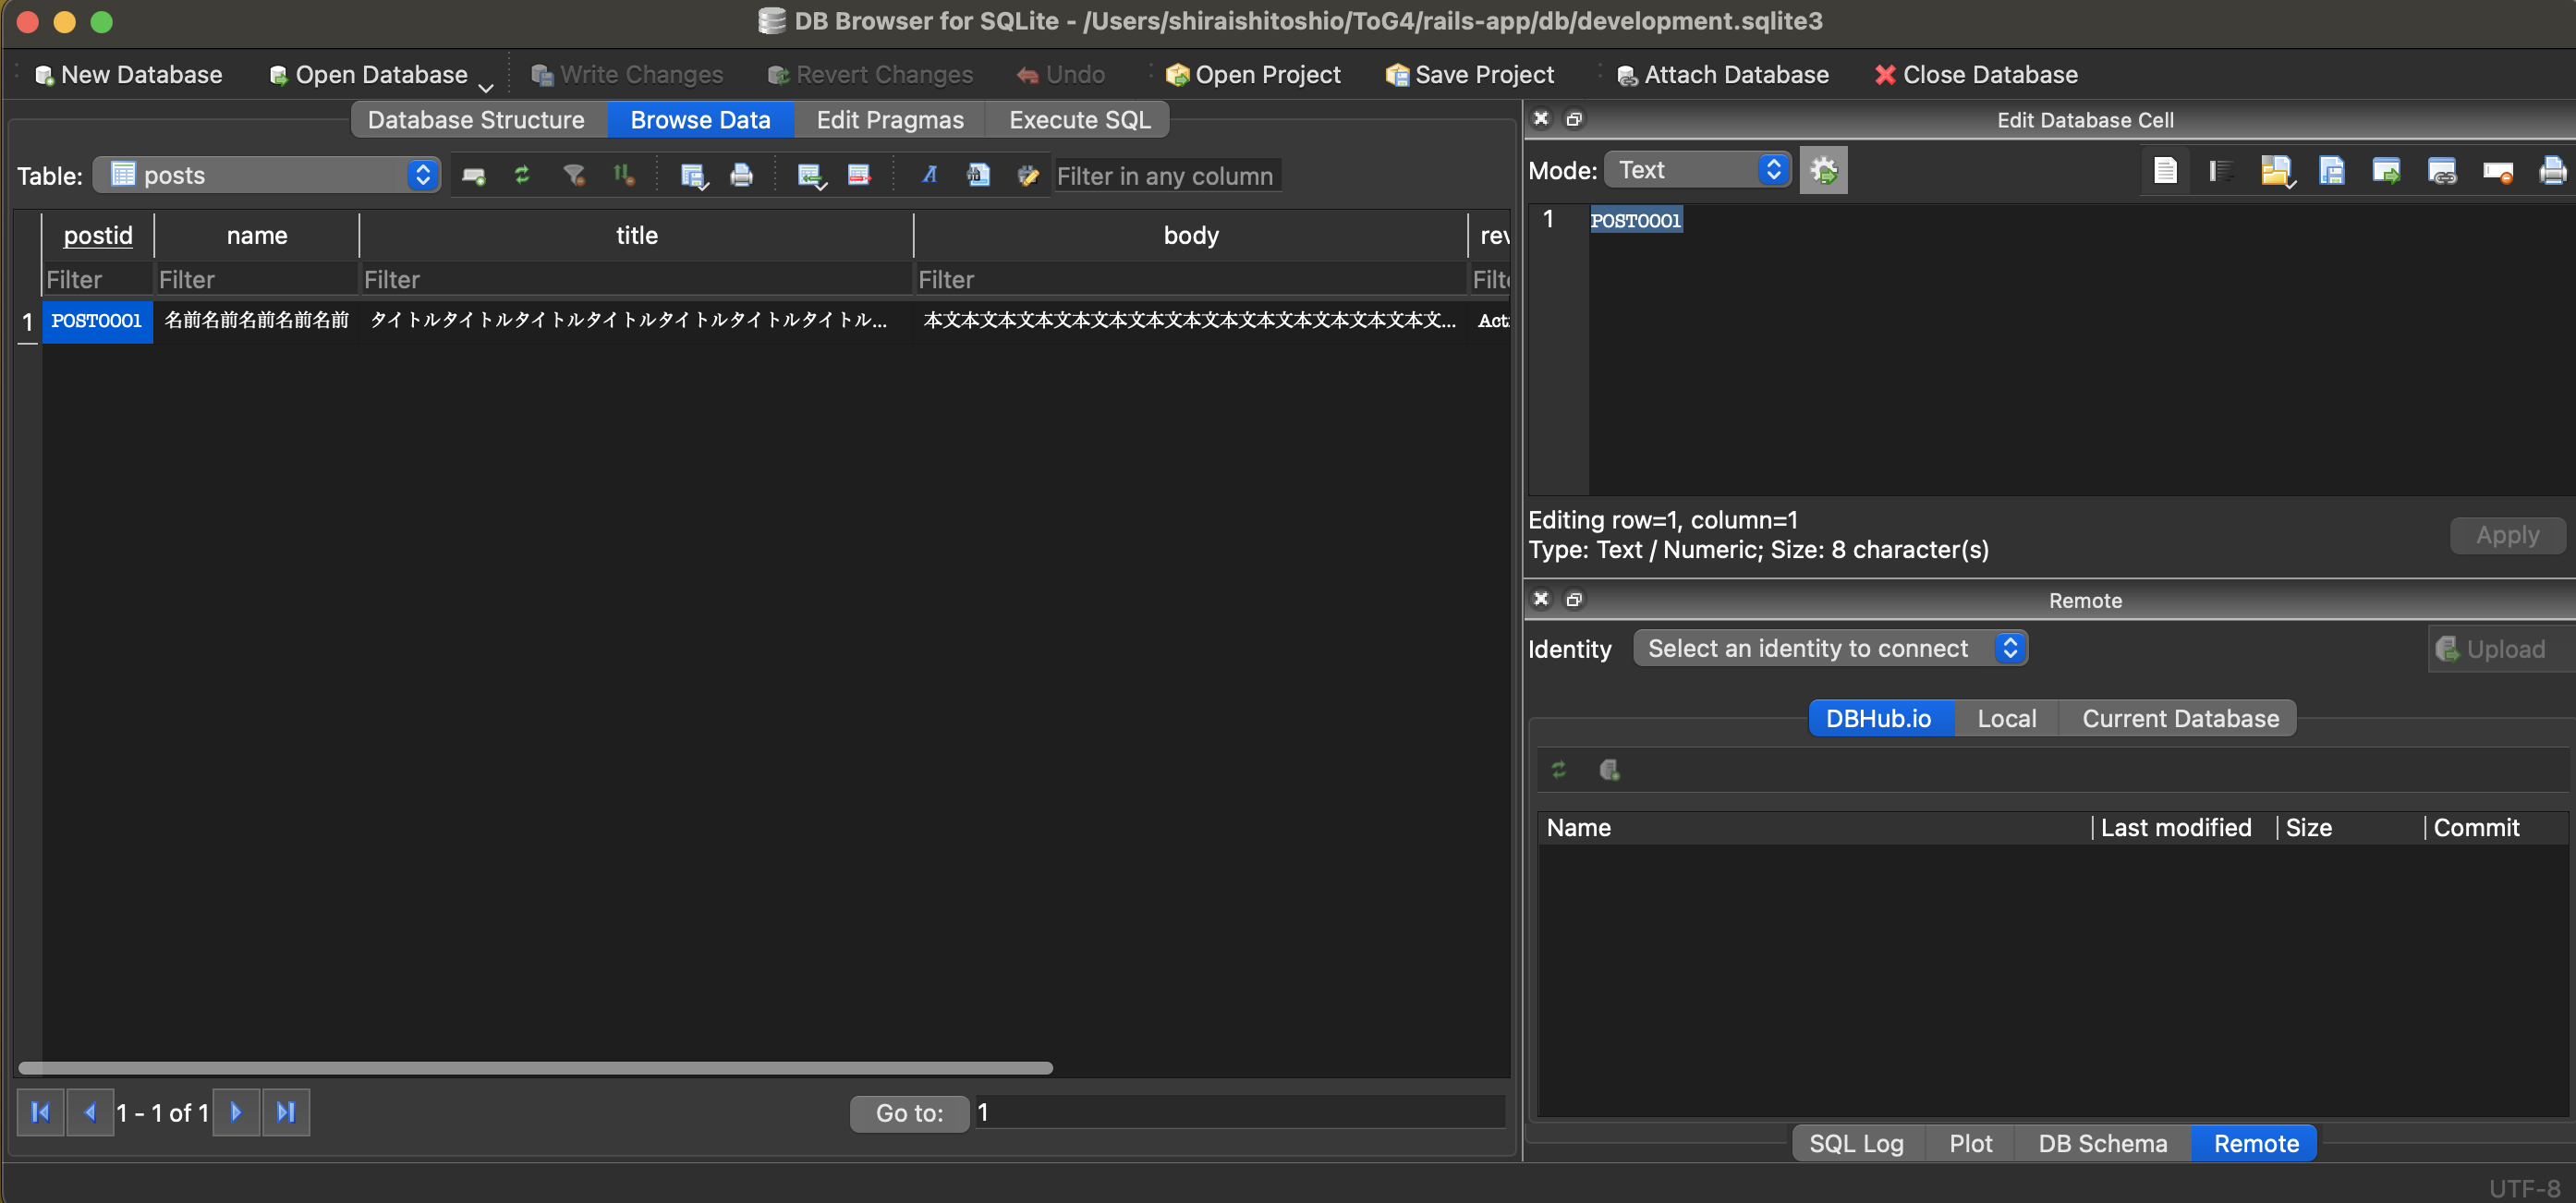 DB Browser for SQLite - /Users/shiraishitoshio/ToG4/rails-app/db/development.sqlite3
New Database Open Database Write Changes Revert Changes Undo Open Project Save Project Attach Database Close Database
Database Structure Browse Data Edit Pragmas Execute SQL
Table: posts Filter in any column
postid name title body rev
Filter Filter Filter Filter Filt
1 POST0001 名前名前名前名前名前 タイトルタイトルタイトルタイトルタイトルタイトルタイトル... 本文本文本文本文本文本文本文本文本文本文本文本文本文本文... Act
1 - 1 of 1 Go to: 1
Edit Database Cell
Mode: Text
1 POST0001
Editing row=1, column=1
Type: Text / Numeric; Size: 8 character(s)
Apply
Remote
Identity Select an identity to connect Upload
DBHub.io Local Current Database
Name Last modified Size Commit
SQL Log Plot DB Schema Remote
UTF-8